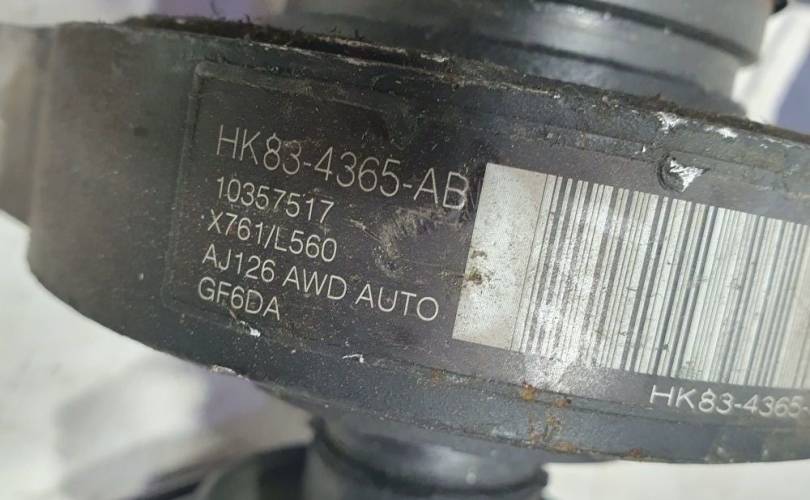 HK83-4365-AB
10357517
X761/L560
AJ126 AWD AUTO
GF6DA
HK83-4365-